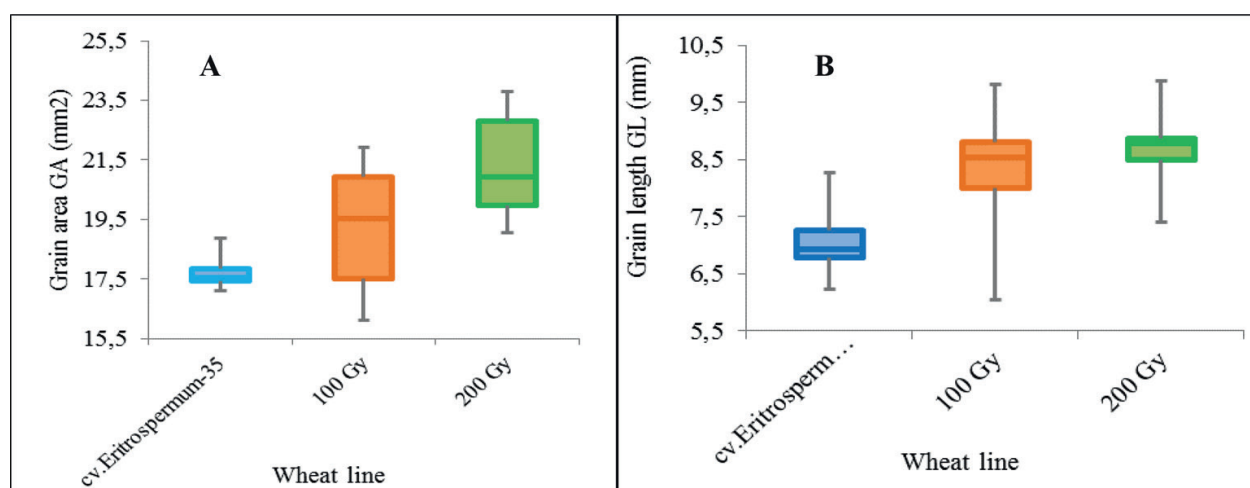 A
Grain area GA (mm2)
25,5
23,5
21,5
19,5
17,5
15,5
cv.Eritrospermum-35
100 Gy
200 Gy
Wheat line
B
Grain length GL (mm)
10,5
9,5
8,5
7,5
6,5
5,5
cv.Eritrosperm…
100 Gy
200 Gy
Wheat line